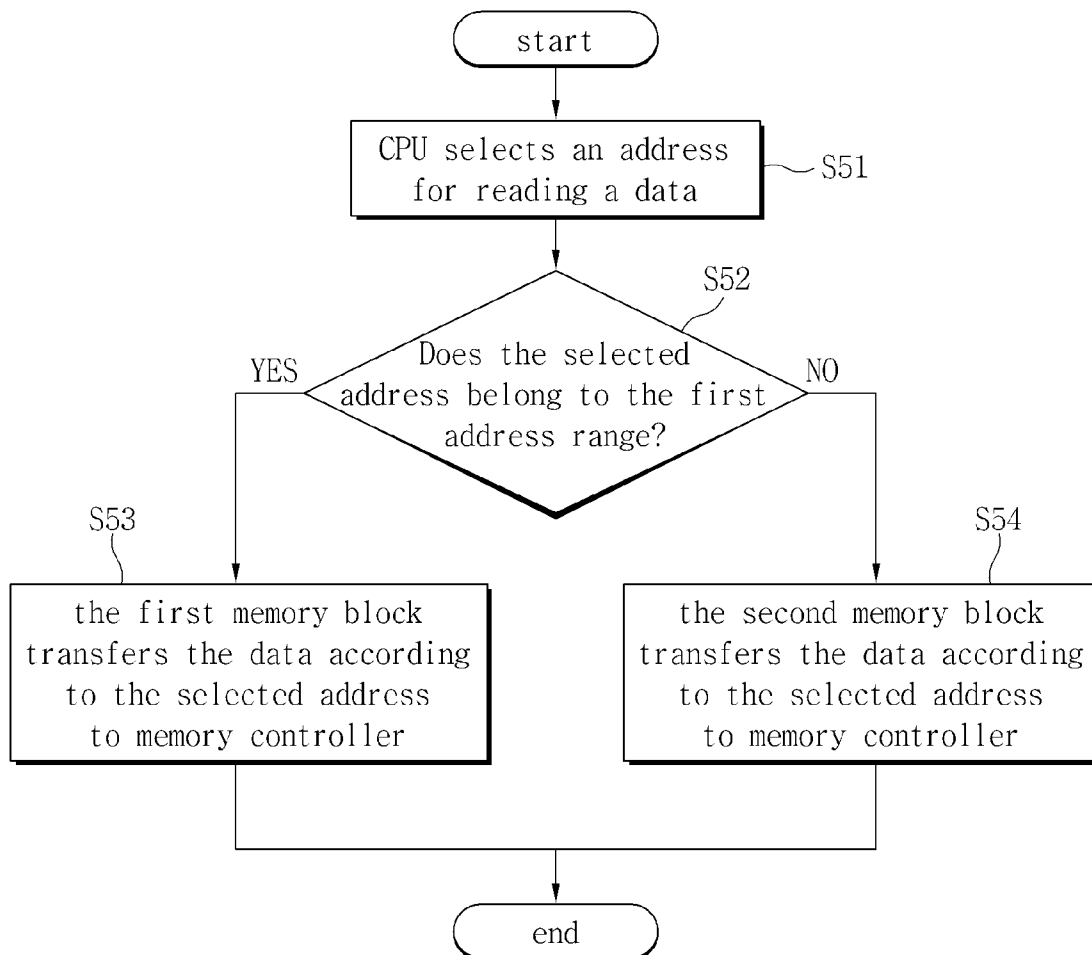 start
CPU selects an address
for reading a data
S51
S52
Does the selected
address belong to the first
address range?
YES
NO
S53
S54
the first memory block
transfers the data according
to the selected address
to memory controller
the second memory block
transfers the data according
to the selected address
to memory controller
end